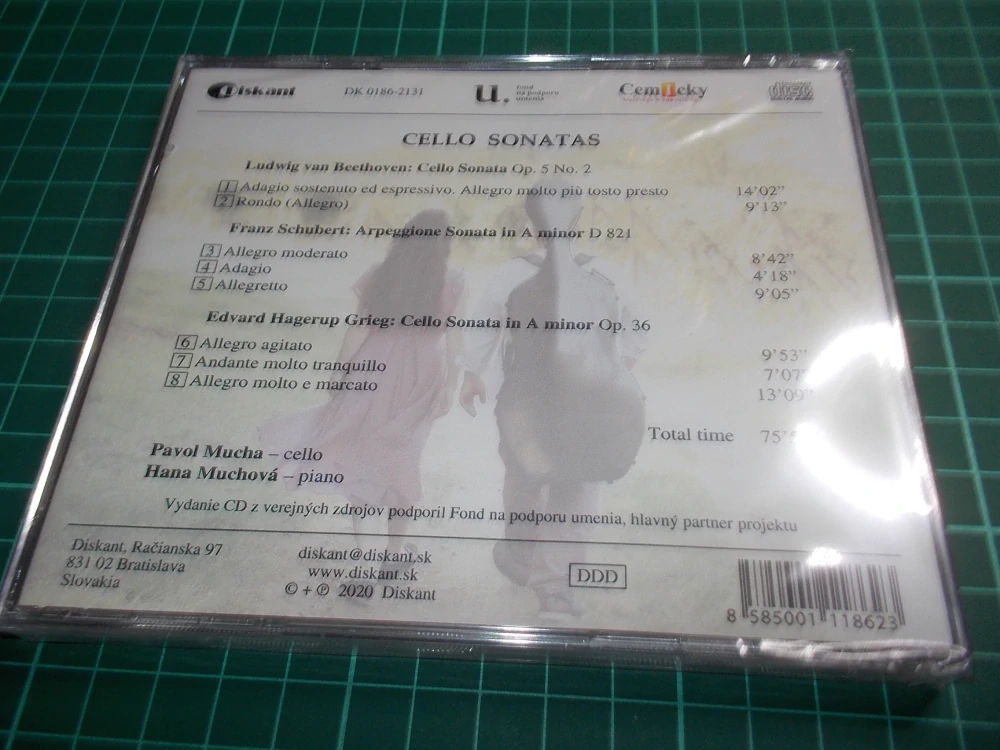 Diskant DK 0186-2131 u. fond na podporu umenia
CELLO SONATAS
Ludwig van Beethoven: Cello Sonata Op. 5 No. 2
1 Adagio sostenuto ed espressivo. Allegro molto più tosto presto 14’02”
2 Rondo (Allegro) 9’13”
Franz Schubert: Arpeggione Sonata in A minor D 821
3 Allegro moderato 8’42”
4 Adagio 4’18”
5 Allegretto 9’05”
Edvard Hagerup Grieg: Cello Sonata in A minor Op. 36
6 Allegro agitato 9’53”
7 Andante molto tranquillo 7’07”
8 Allegro molto e marcato 13’09”
Total time
Pavol Mucha – cello
Hana Muchová – piano
Vydanie CD z verejných zdrojov podporil Fond na podporu umenia, hlavný partner projektu
Diskant, Račianska 97
831 02 Bratislava
Slovakia
diskant@diskant.sk
www.diskant.sk
© + ℗ 2020 Diskant
DDD
8 585001 118623